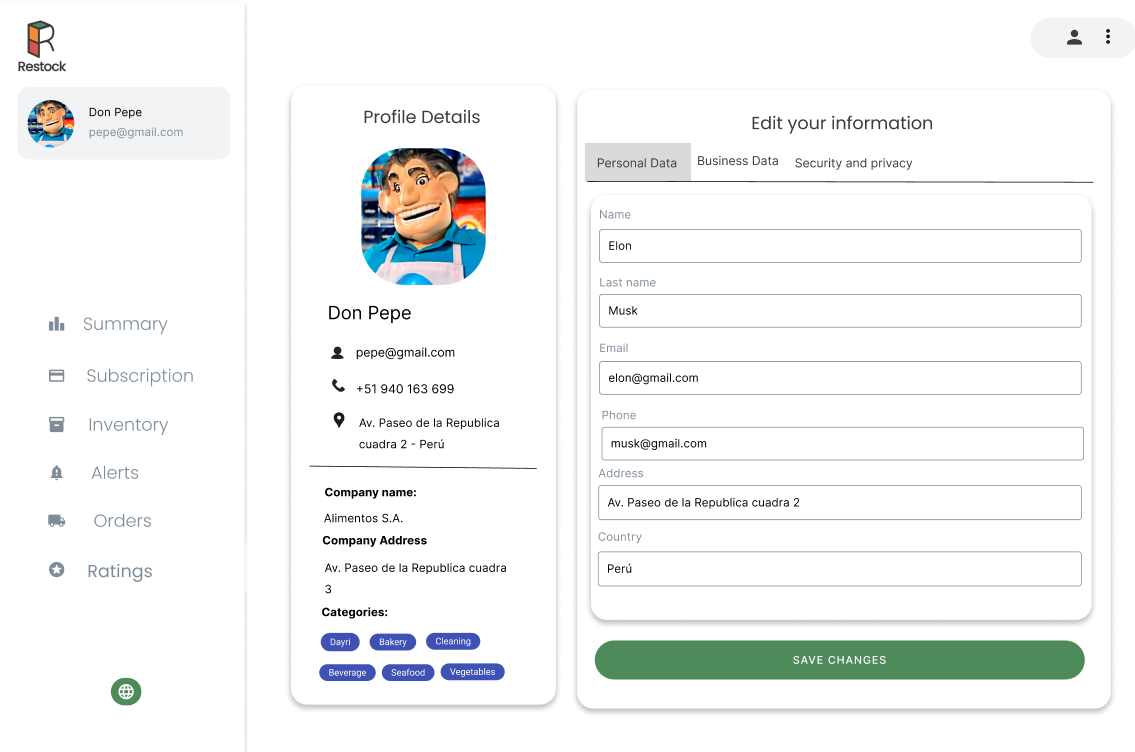 Restock
Don Pepe
pepe@gmail.com
Summary
Subscription
Inventory
Alerts
Orders
Ratings
Profile Details
Don Pepe
pepe@gmail.com
+51 940 163 699
Av. Paseo de la Republica
cuadra 2 - Perú
Company name:
Alimentos S.A.
Company Address
Av. Paseo de la Republica cuadra
3
Categories:
Dayri Bakery Cleaning
Beverage Seafood Vegetables
Edit your information
Personal Data Business Data Security and privacy
Name
Elon
Last name
Musk
Email
elon@gmail.com
Phone
musk@gmail.com
Address
Av. Paseo de la Republica cuadra 2
Country
Perú
SAVE CHANGES